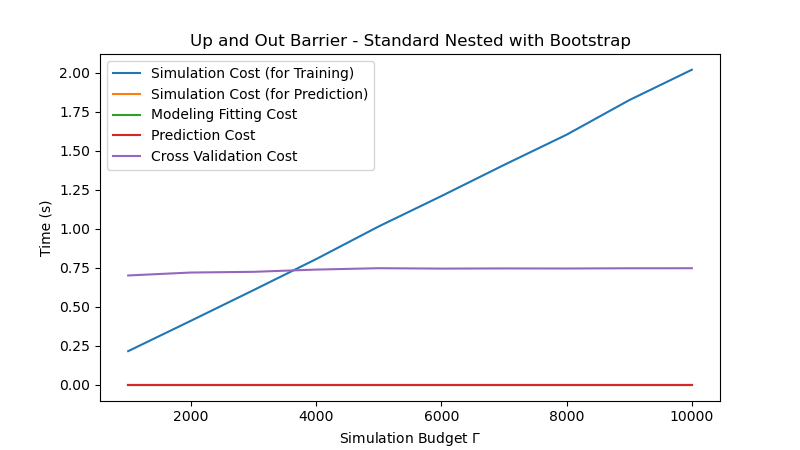 Up and Out Barrier - Standard Nested with Bootstrap
Simulation Cost (for Training)
Simulation Cost (for Prediction)
Modeling Fitting Cost
Prediction Cost
Cross Validation Cost
Time (s)
2.00
1.75
1.50
1.25
1.00
0.75
0.50
0.25
0.00
2000
4000
6000
8000
10000
Simulation Budget Γ